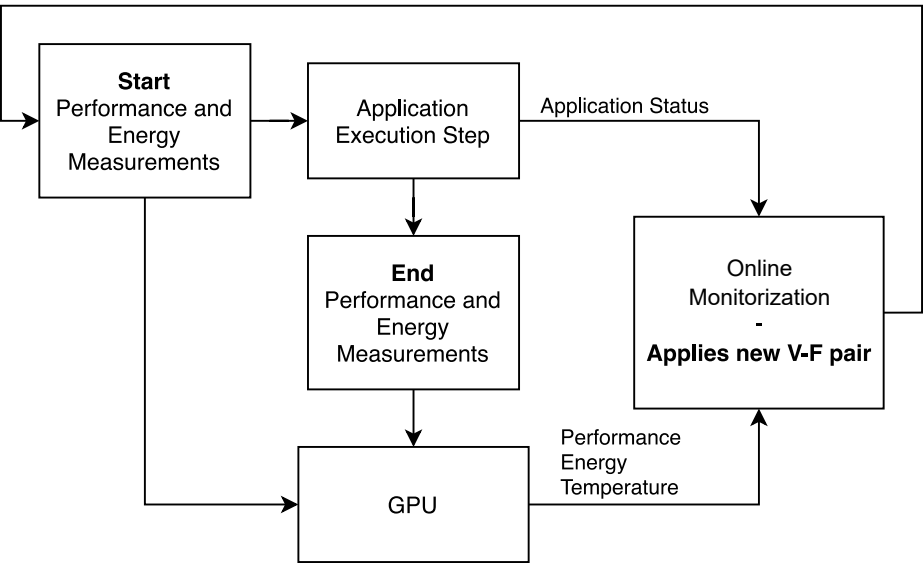 Start
Performance and
Energy
Measurements
Application
Execution Step
Application Status
End
Performance and
Energy
Measurements
Online
Monitorization
-
Applies new V-F pair
GPU
Performance
Energy
Temperature